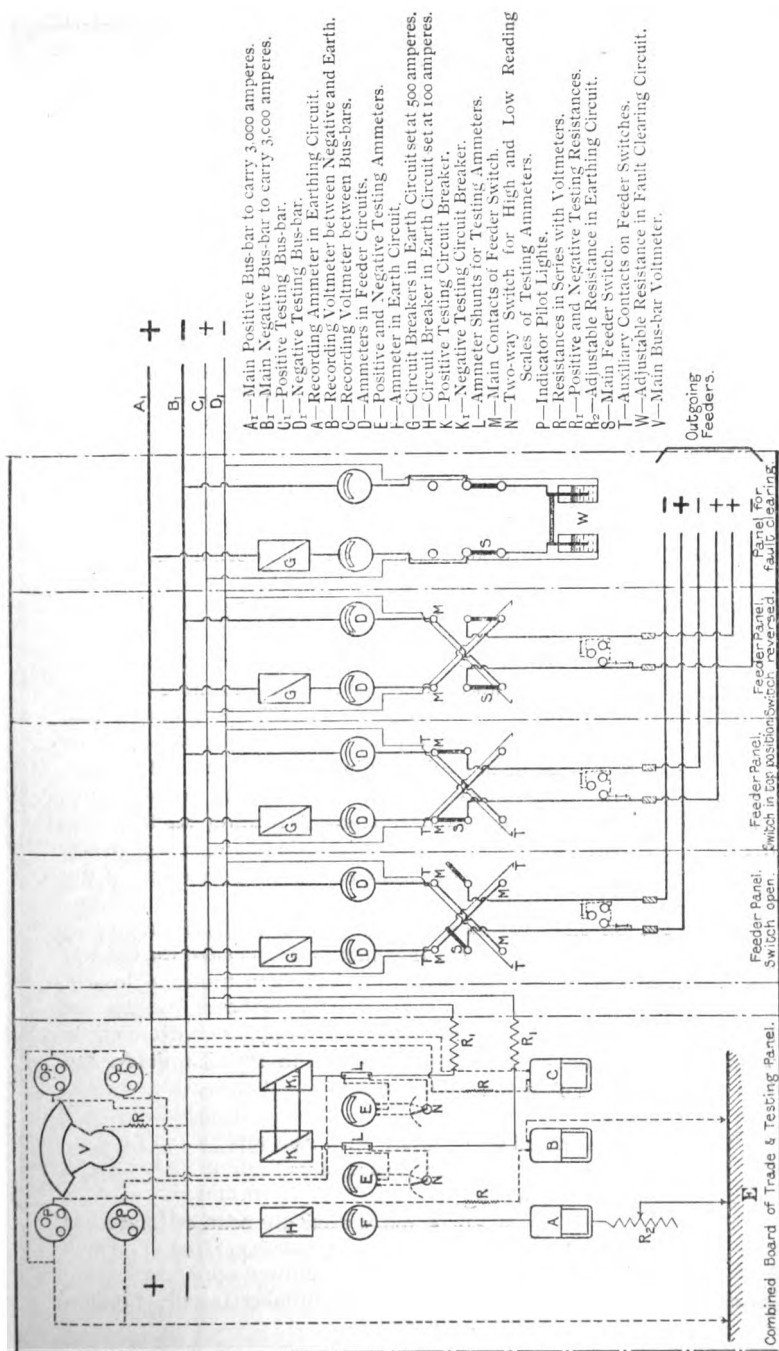 A₁—Main Positive Bus-bar to carry 3,000 amperes.
B₁—Main Negative Bus-bar to carry 3,000 amperes.
C₁—Positive Testing Bus-bar.
D₁—Negative Testing Bus-bar.
A—Recording Ammeter in Earthing Circuit.
B—Recording Voltmeter between Negative and Earth.
C—Recording Voltmeter between Bus-bars.
D—Ammeters in Feeder Circuits.
E—Positive and Negative Testing Ammeters.
F—Ammeter in Earth Circuit.
G—Circuit Breakers in Earth Circuit set at 500 amperes.
H—Circuit Breaker in Earth Circuit set at 100 amperes.
K—Positive Testing Circuit Breaker.
K₁—Negative Testing Circuit Breaker.
L—Ammeter Shunts for Testing Ammeters.
M—Main Contacts of Feeder Switch.
N—Two-way Switch for High and Low Reading
Scales of Testing Ammeters.
P—Indicator Pilot Lights.
R—Resistances in Series with Voltmeters.
R₁—Positive and Negative Testing Resistances.
R₂—Adjustable Resistance in Earthing Circuit.
S—Main Feeder Switch.
T—Auxiliary Contacts on Feeder Switches.
W—Adjustable Resistance in Fault Clearing Circuit.
V—Main Bus-bar Voltmeter.
A₁ +
B₁ −
C₁ +
D₁ −
P P P P
V
R
+
−
H K K₁ G G G G
L L
F E E D D D D D D
N N
R R
R₁ R₁
T T M M S M M T T
T T M M S T
M M S
S
W
A B C
R₂
E
Outgoing
Feeders.
− + − + + −
Combined Board of Trade & Testing Panel.
Feeder Panel.
Switch open.
Feeder Panel.
Switch in top position
Feeder Panel.
Switch reversed.
Panel for
fault clearing.